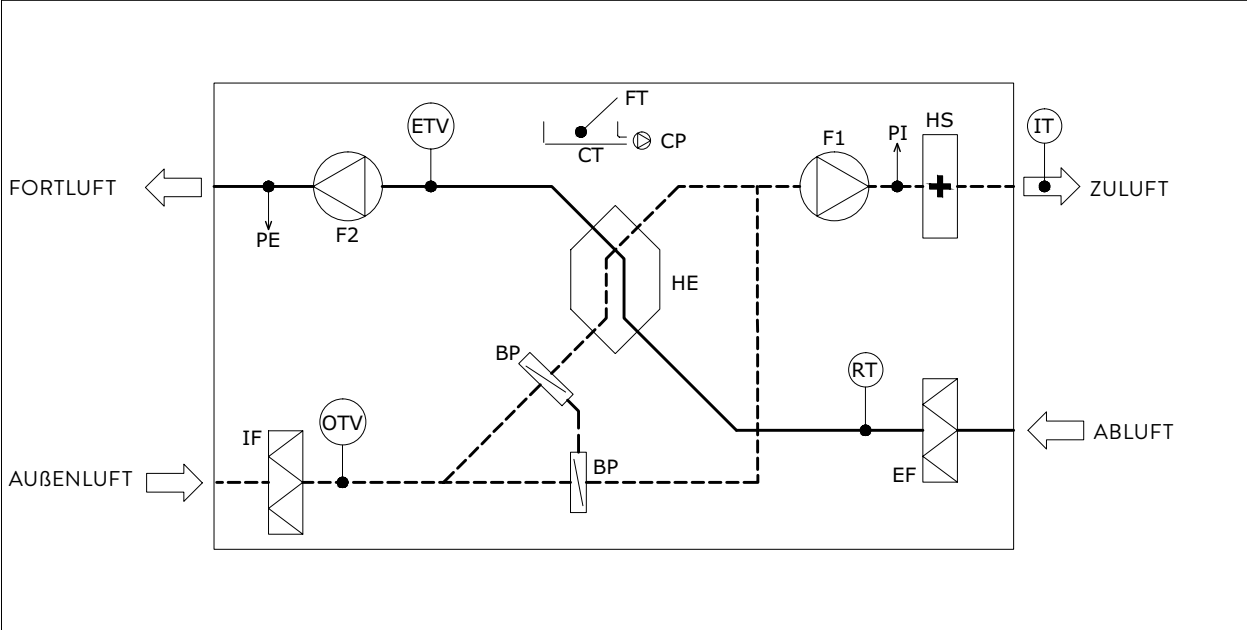 FT
ETV
CP
CT
F1
PI
HS
IT
FORTLUFT
ZULUFT
PE
F2
HE
BP
RT
OTV
IF
ABLUFT
BP
EF
AUßENLUFT